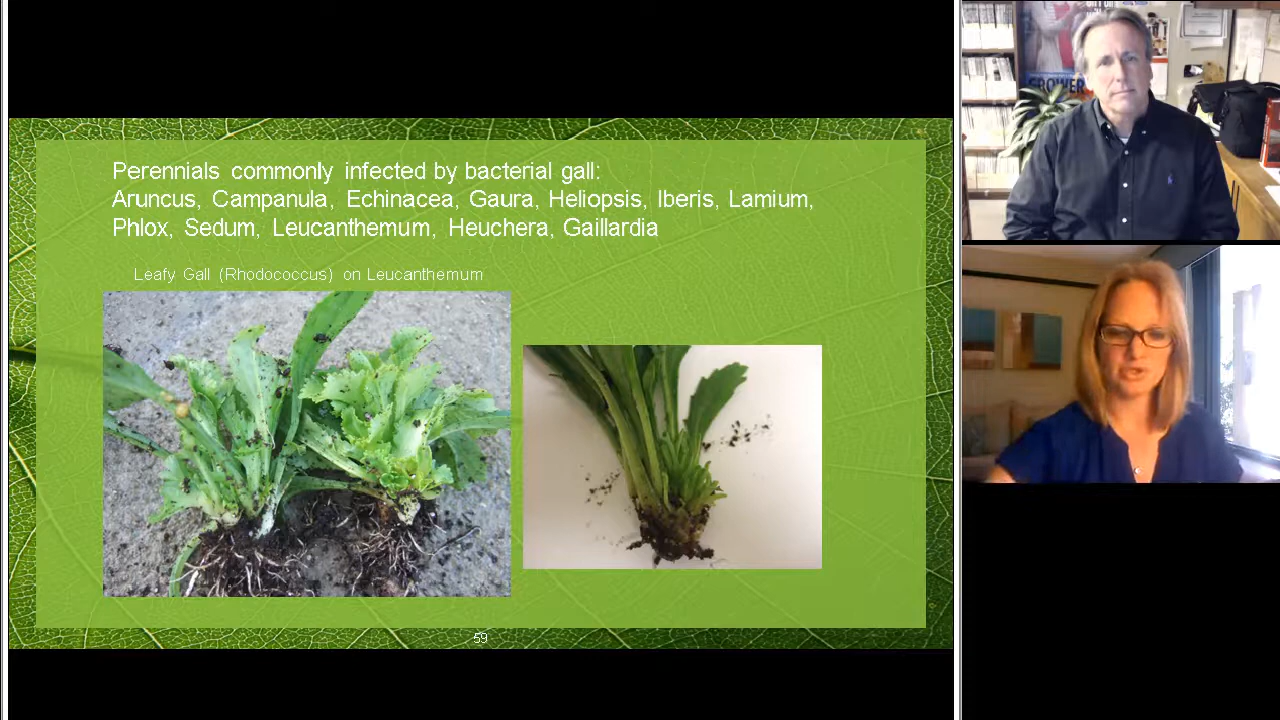 Perennials commonly infected by bacterial gall:
Aruncus, Campanula, Echinacea, Gaura, Heliopsis, Iberis, Lamium,
Phlox, Sedum, Leucanthemum, Heuchera, Gaillardia
Leafy Gall (Rhodococcus) on Leucanthemum
59
GROWER